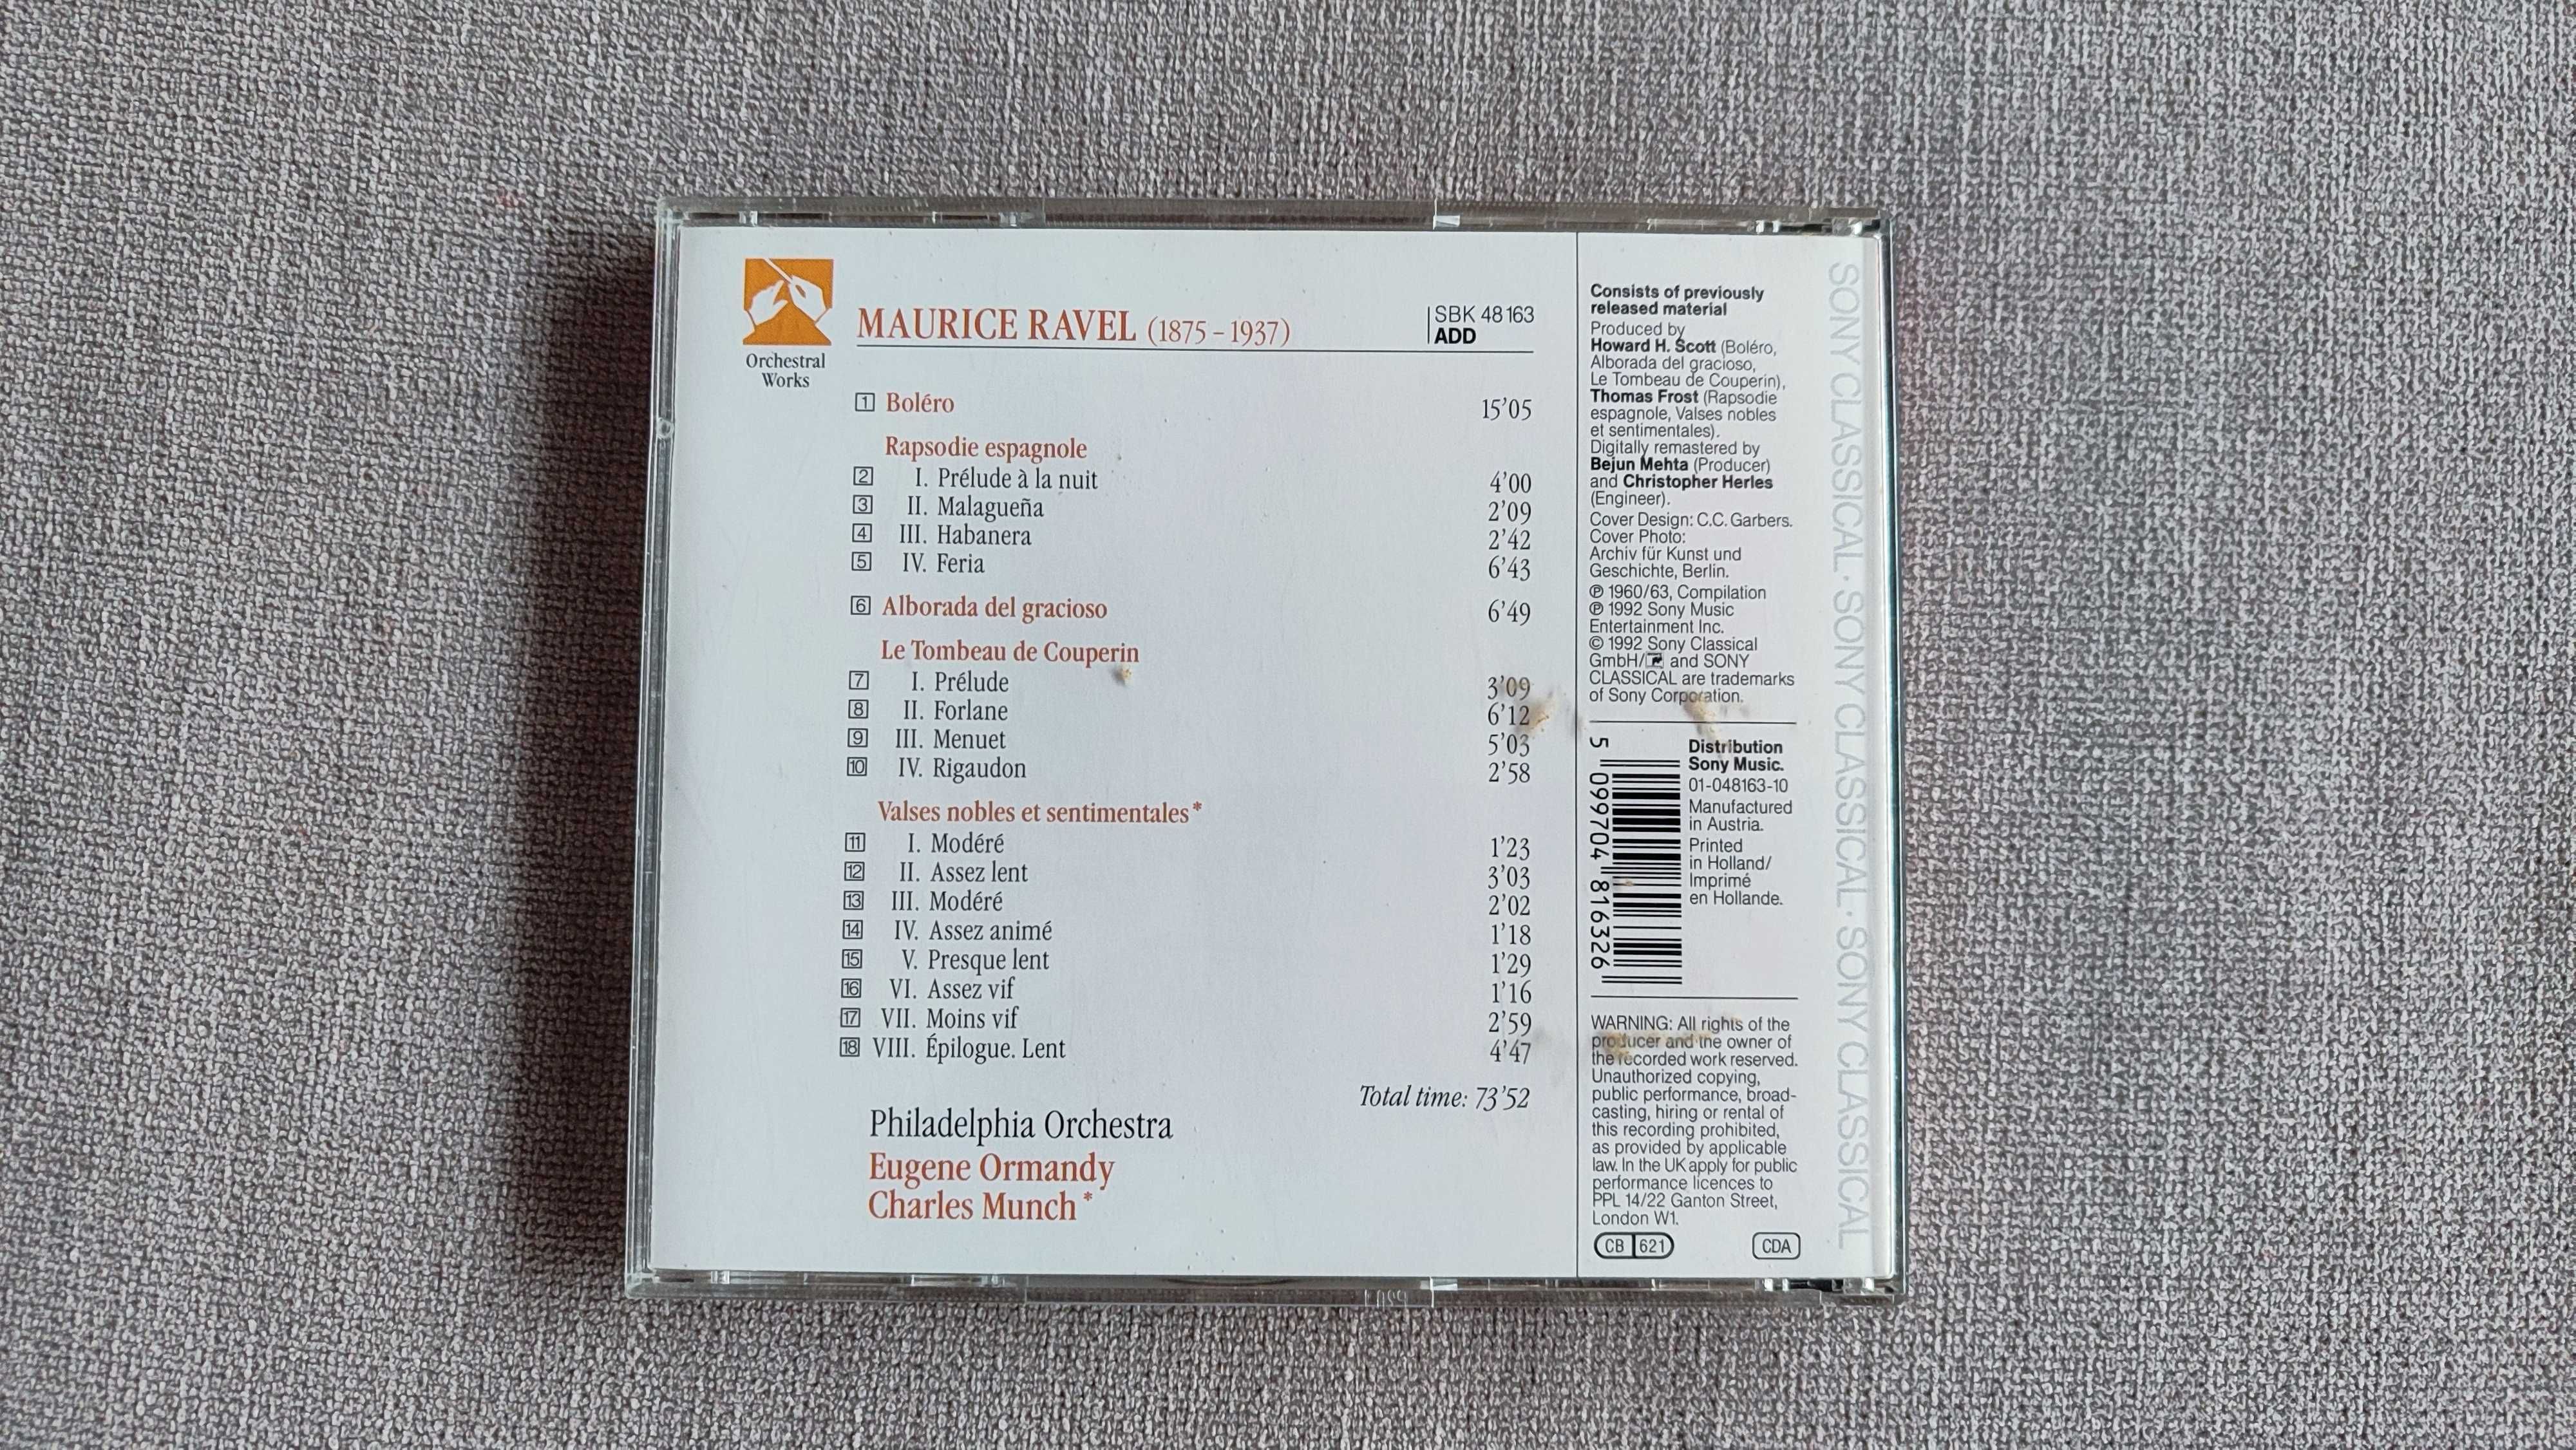 Orchestral
Works
MAURICE RAVEL (1875 – 1937)
SBK 48 163
ADD
1 Boléro 15'05
Rapsodie espagnole
2 I. Prélude à la nuit 4'00
3 II. Malagueña 2'09
4 III. Habanera 2'42
5 IV. Feria 6'43
6 Alborada del gracioso 6'49
Le Tombeau de Couperin
7 I. Prélude 3'09
8 II. Forlane 6'12
9 III. Menuet 5'03
10 IV. Rigaudon 2'58
Valses nobles et sentimentales*
11 I. Modéré 1'23
12 II. Assez lent 3'03
13 III. Modéré 2'02
14 IV. Assez animé 1'18
15 V. Presque lent 1'29
16 VI. Assez vif 1'16
17 VII. Moins vif 2'59
18 VIII. Épilogue. Lent 4'47
Total time: 73'52
Philadelphia Orchestra
Eugene Ormandy
Charles Munch*
Consists of previously
released material
Produced by
Howard H. Scott (Boléro,
Alborada del gracioso,
Le Tombeau de Couperin),
Thomas Frost (Rapsodie
espagnole, Valses nobles
et sentimentales).
Digitally remastered by
Bejun Mehta (Producer)
and Christopher Herles
(Engineer).
Cover Design: C.C. Garbers.
Cover Photo:
Archiv für Kunst und
Geschichte, Berlin.
℗ 1960/63, Compilation
℗ 1992 Sony Music
Entertainment Inc.
© 1992 Sony Classical
GmbH/ and SONY
CLASSICAL are trademarks
of Sony Corporation.
5 099704 816326
Distribution
Sony Music.
01-048163-10
Manufactured
in Austria.
Printed
in Holland/
Imprimé
en Hollande.
WARNING: All rights of the
producer and the owner of
the recorded work reserved.
Unauthorized copying,
public performance, broad-
casting, hiring or rental of
this recording prohibited,
as provided by applicable
law. In the UK apply for public
performance licences to
PPL 14/22 Ganton Street,
London W1.
CB 621
CDA
SONY CLASSICAL · SONY CLASSICAL · SONY CLASSICAL